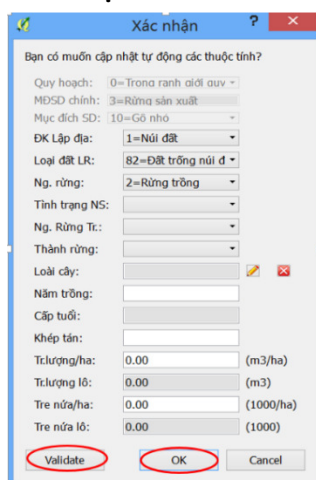 Xác nhận ? ×
Bạn có muốn cập nhật tự động các thuộc tính?
Quy hoạch: 0=Trong ranh giới quy
MĐSD chính: 3=Rừng sản xuất
Mục đích SD: 10=Gỗ nhỏ
ĐK Lập địa: 1=Núi đất
Loại đất LR: 82=Đất trống núi đ
Ng. rừng: 2=Rừng trồng
Tình trạng NS:
Ng. Rừng Tr.:
Thành rừng:
Loài cây:
Năm trồng:
Cấp tuổi:
Khép tán:
Tr.lượng/ha: 0.00 (m3/ha)
Tr.lượng lô: 0.00 (m3)
Tre nứa/ha: 0.00 (1000/ha)
Tre nứa lô: 0.00 (1000)
Validate OK Cancel